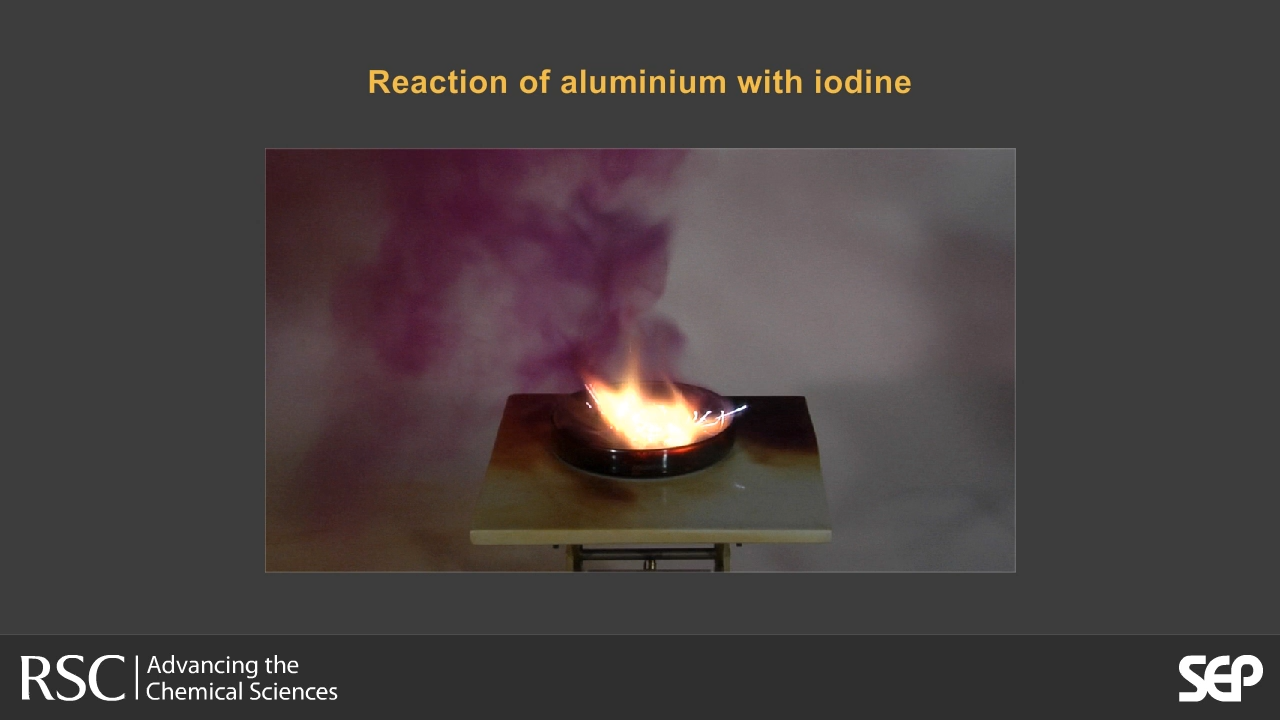 Reaction of aluminium with iodine
RSC
Advancing the
Chemical Sciences
SEP